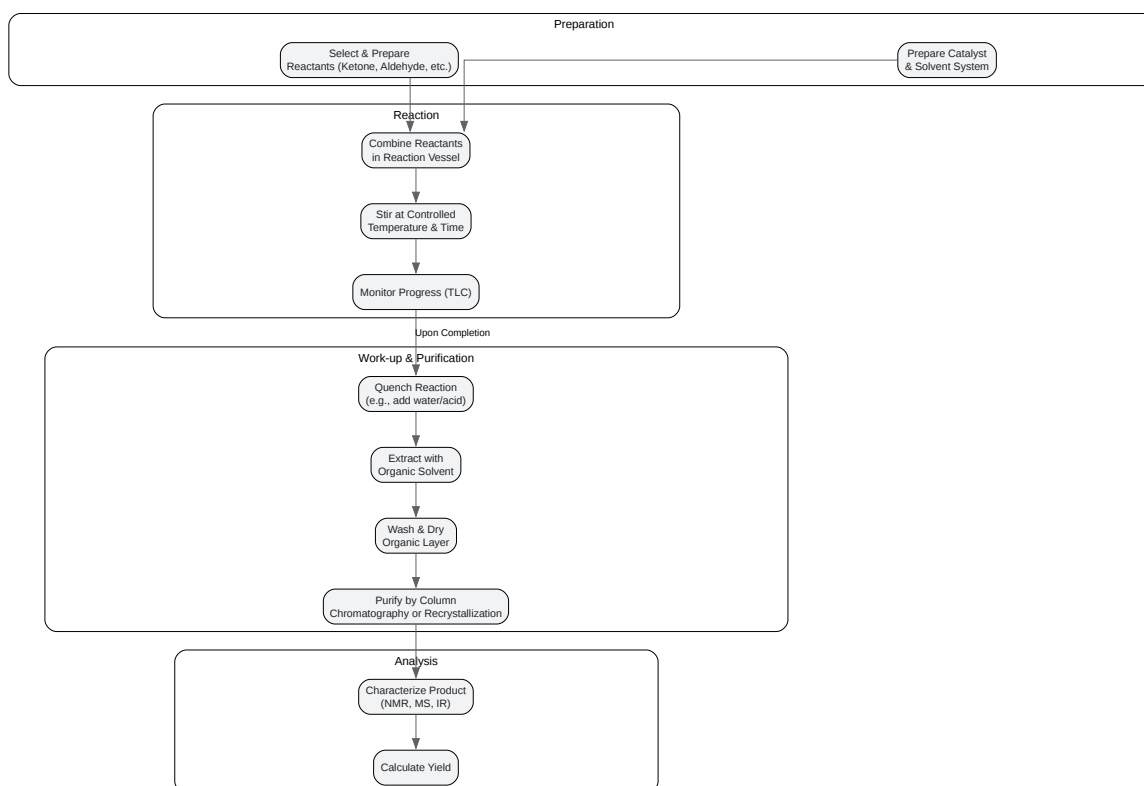 Preparation
Select & Prepare
Reactants (Ketone, Aldehyde, etc.)
Prepare Catalyst
& Solvent System
Reaction
Combine Reactants
in Reaction Vessel
Stir at Controlled
Temperature & Time
Monitor Progress (TLC)
Upon Completion
Work-up & Purification
Quench Reaction
(e.g., add water/acid)
Extract with
Organic Solvent
Wash & Dry
Organic Layer
Purify by Column
Chromatography or Recrystallization
Analysis
Characterize Product
(NMR, MS, IR)
Calculate Yield